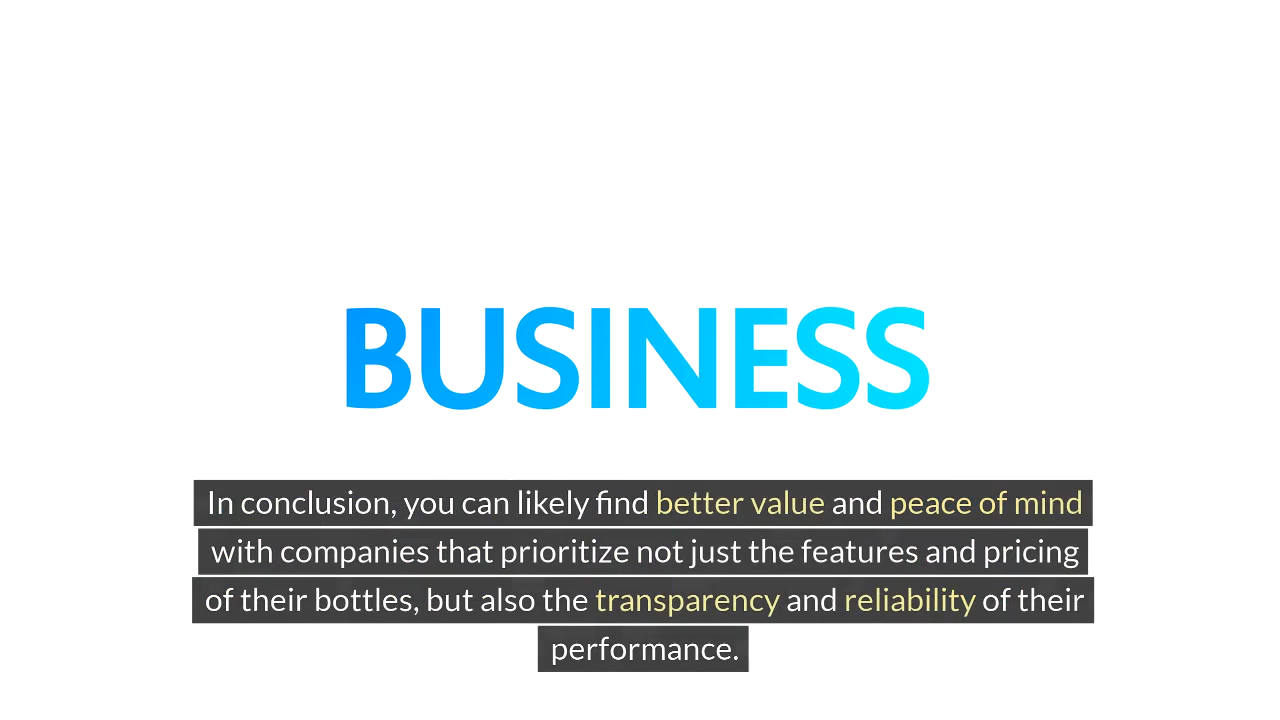 BUSINESS
In conclusion, you can likely find better value and peace of mind
with companies that prioritize not just the features and pricing
of their bottles, but also the transparency and reliability of their
performance.